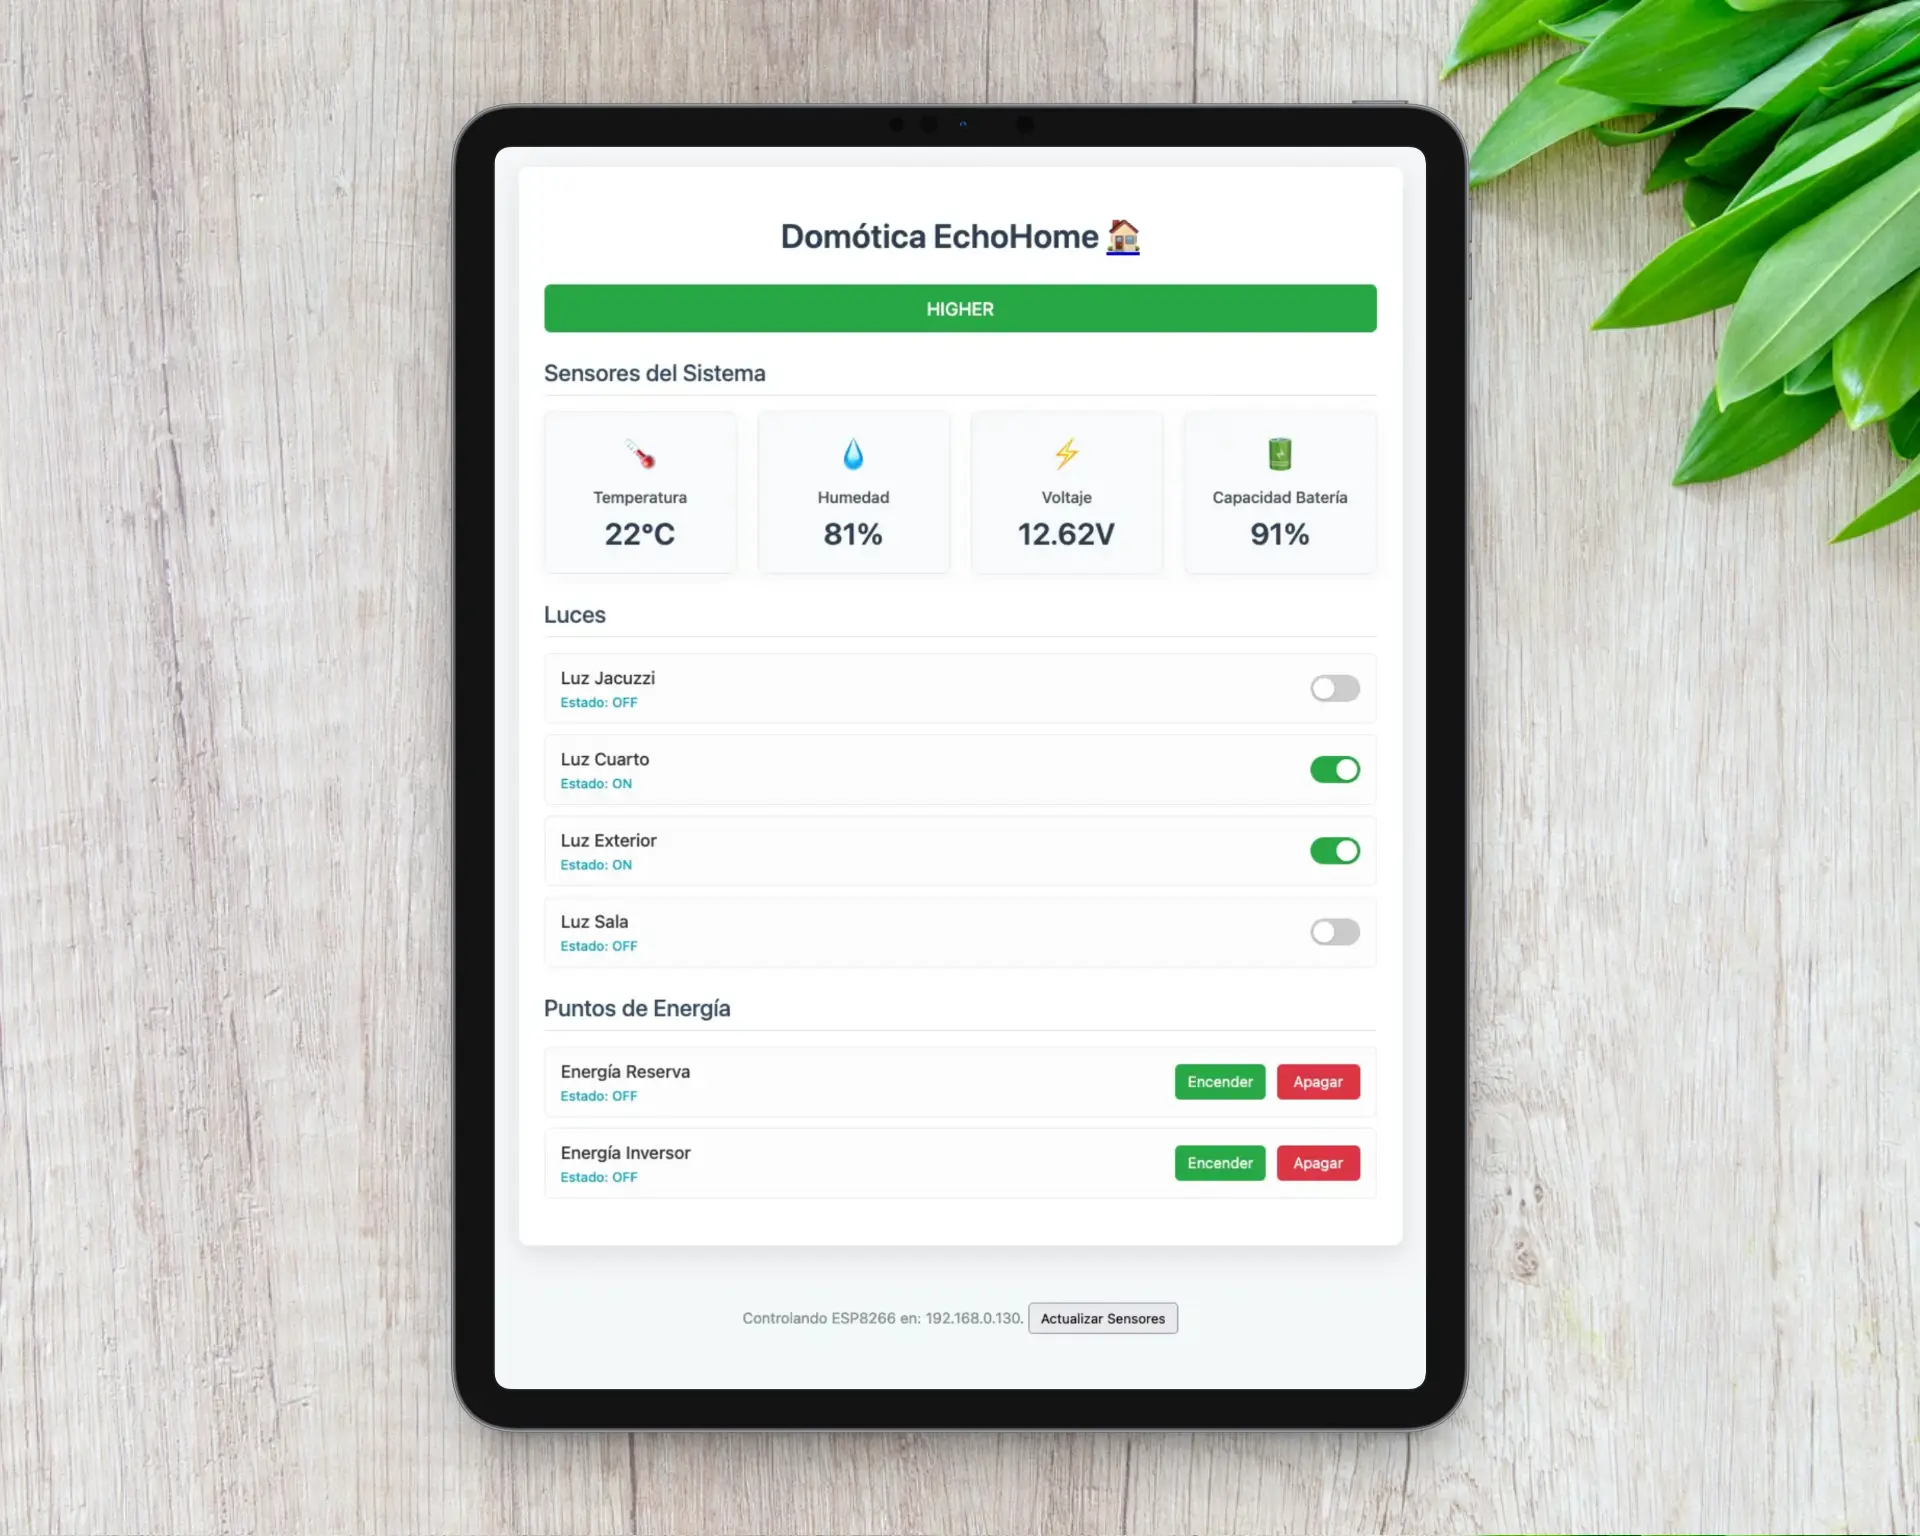 Domótica EchoHome
HIGHER
Sensores del Sistema
Temperatura
22°C
Humedad
81%
Voltaje
12.62V
Capacidad Batería
91%
Luces
Luz Jacuzzi
Estado: OFF
Luz Cuarto
Estado: ON
Luz Exterior
Estado: ON
Luz Sala
Estado: OFF
Puntos de Energía
Energía Reserva
Estado: OFF
Encender Apagar
Energía Inversor
Estado: OFF
Encender Apagar
Controlando ESP8266 en: 192.168.0.130. Actualizar Sensores